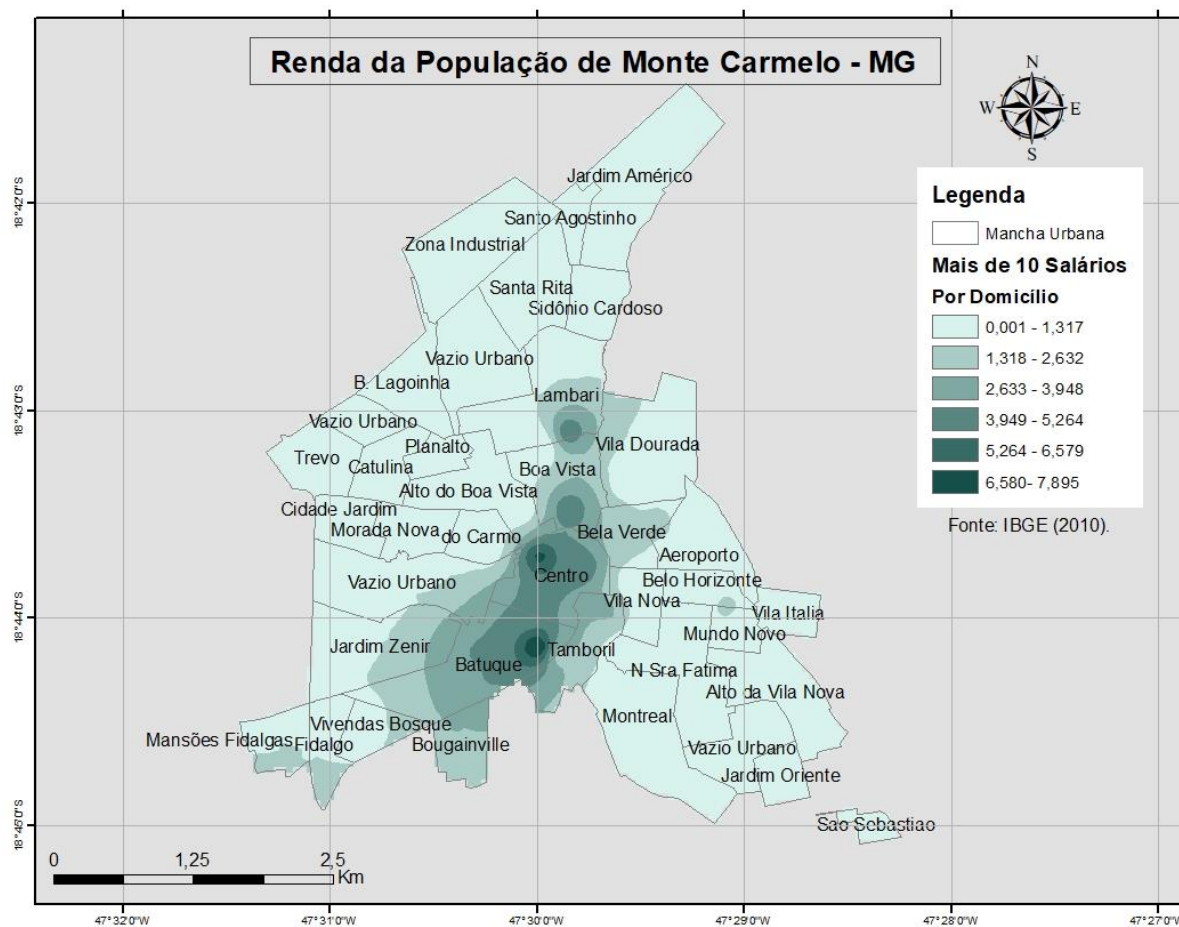 Renda da População de Monte Carmelo - MG
N
W E
S
Jardim Américo
18°42'0"S
Santo Agostinho
Zona Industrial
Santa Rita
Sidônio Cardoso
Vazio Urbano
B. Lagoinha
Lambari
18°43'0"S
Vazio Urbano
Planalto
Vila Dourada
Trevo
Catulina
Boa Vista
Alto do Boa Vista
Cidade Jardim
Morada Nova
do Carmo
Bela Verde
Aeroporto
Vazio Urbano
Centro
Belo Horizonte
Vila Nova
Vila Italia
18°44'0"S
Mundo Novo
Jardim Zenir
Tamboril
Batuque
N Sra Fatima
Alto da Vila Nova
Montreal
Vivendas Bosque
Mansões Fidalgas
Fidalgo
Bougainville
Vazio Urbano
Jardim Oriente
18°45'0"S
Sao Sebastiao
Legenda
Mancha Urbana
Mais de 10 Salários
Por Domicílio
0,001 - 1,317
1,318 - 2,632
2,633 - 3,948
3,949 - 5,264
5,264 - 6,579
6,580- 7,895
Fonte: IBGE (2010).
0 1,25 2,5
Km
47°32'0"W 47°31'0"W 47°30'0"W 47°29'0"W 47°28'0"W 47°27'0"W